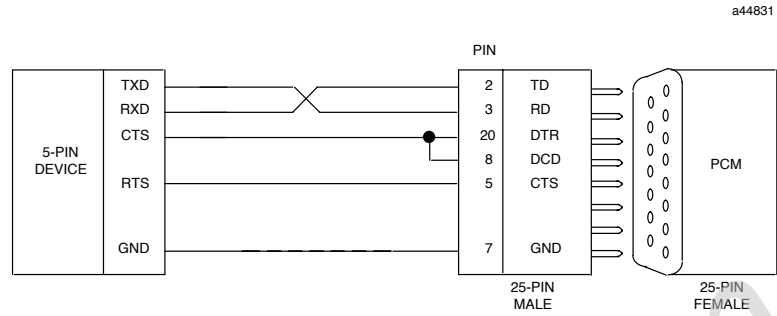 a44831
PIN
TXD 2 TD
RXD 3 RD
CTS 20 DTR
8 DCD
5-PIN
DEVICE
PCM
RTS 5 CTS
GND 7 GND
25-PIN
MALE
25-PIN
FEMALE